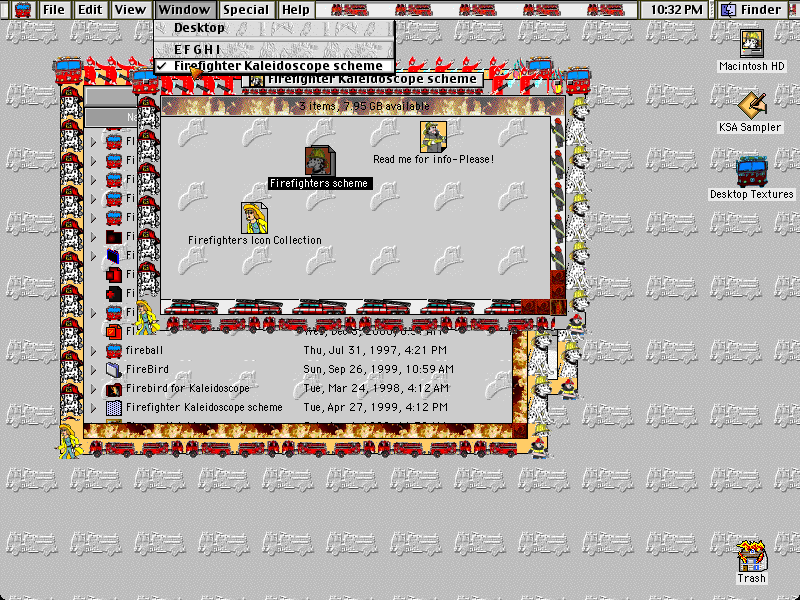 File Edit View Window Special Help 10:32 PM Finder
Desktop
E F G H I
✓ Firefighter Kaleidoscope scheme
Firefighter Kaleidoscope scheme
3 items, 7.95 GB available
Read me for info-Please!
Firefighters scheme
Firefighters Icon Collection
Na
Fi
Fi
Fi
Fi
Fi
Fi
Fi
Fi
Fi
Fi
Fi
fireball Thu, Jul 31, 1997, 4:21 PM
FireBird Sun, Sep 26, 1999, 10:59 AM
Firebird for Kaleidoscope Tue, Mar 24, 1998, 4:12 AM
Firefighter Kaleidoscope scheme Tue, Apr 27, 1999, 4:12 PM
Macintosh HD
KSA Sampler
Desktop Textures
Trash